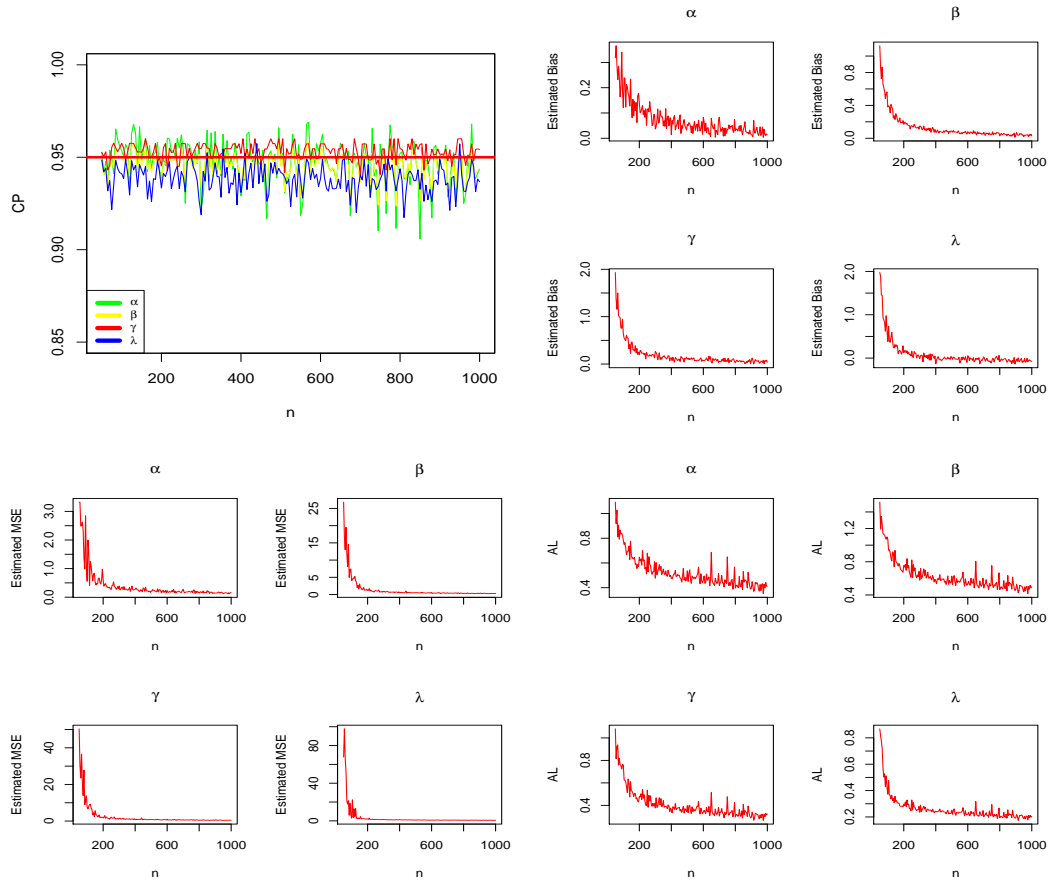 CP
1.00
0.95
0.90
0.85
α
β
γ
λ
200 400 600 800 1000
n
α
Estimated Bias
0.2
0.0
200 600 1000
n
β
Estimated Bias
0.8
0.4
0.0
200 600 1000
n
γ
Estimated Bias
2.0
1.0
0.0
200 600 1000
n
λ
Estimated Bias
2.0
1.0
0.0
200 600 1000
n
α
Estimated MSE
3.0
2.0
1.0
0.0
200 600 1000
n
β
Estimated MSE
25
15
5
0
200 600 1000
n
α
AL
0.8
0.4
200 600 1000
n
β
AL
1.2
0.8
0.4
200 600 1000
n
γ
Estimated MSE
40
20
0
200 600 1000
n
λ
Estimated MSE
80
40
0
200 600 1000
n
γ
AL
0.8
0.4
200 600 1000
n
λ
AL
0.8
0.6
0.4
0.2
200 600 1000
n